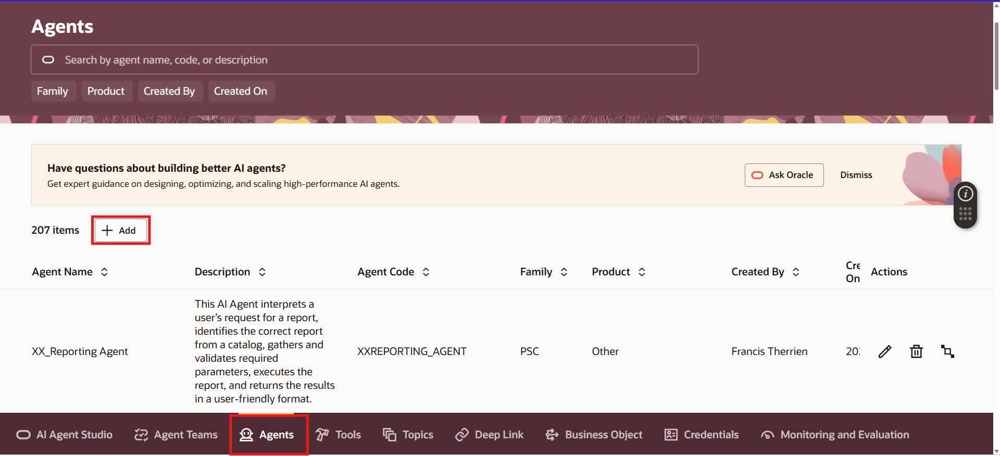 Agents
Search by agent name, code, or description
Family Product Created By Created On
Have questions about building better AI agents?
Get expert guidance on designing, optimizing, and scaling high-performance AI agents.
Ask Oracle Dismiss
207 items + Add
Agent Name Description Agent Code Family Product Created By Cre
On Actions
This AI Agent interprets a
user’s request for a report,
identifies the correct report
from a catalog, gathers and
validates required
parameters, executes the
report, and returns the results
in a user-friendly format.
XX_Reporting Agent XXREPORTING_AGENT PSC Other Francis Therrien
AI Agent Studio Agent Teams Agents Tools Topics Deep Link Business Object Credentials Monitoring and Evaluation